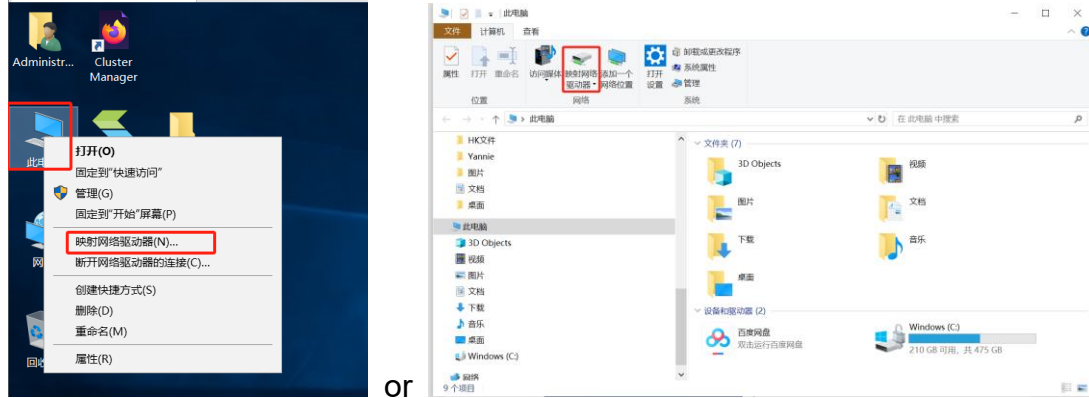 Administr...
Cluster
Manager
此电
打开(O)
固定到"快速访问"
管理(G)
固定到"开始"屏幕(P)
映射网络驱动器(N)...
断开网络驱动器的连接(C)...
创建快捷方式(S)
删除(D)
重命名(M)
属性(R)
网
回收
or
此电脑
文件 计算机 查看
属性 打开 重命名 访问媒体 映射网络 驱动器 添加一个 网络位置 打开 设置
卸载或更改程序
系统属性
管理
位置 网络 系统
此电脑
在 此电脑 中搜索
HK文件
Yannie
图片
文档
桌面
此电脑
3D Objects
视频
图片
文档
下载
音乐
桌面
Windows (C:)
网络
9 个项目
文件夹 (7)
3D Objects 视频
图片 文档
下载 音乐
桌面
设备和驱动器 (2)
百度网盘
双击运行百度网盘
Windows (C:)
210 GB 可用, 共 475 GB